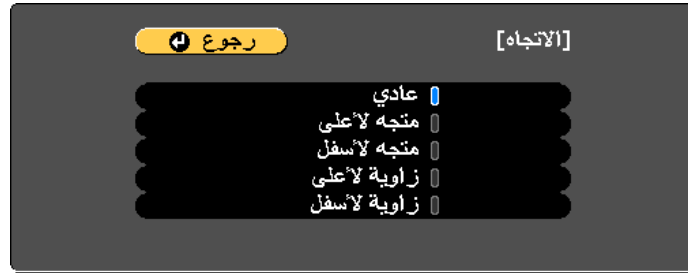 [الاتجاه]
رجوع
عادي
متجه لأعلى
متجه لأسفل
زاوية لأعلى
زاوية لأسفل